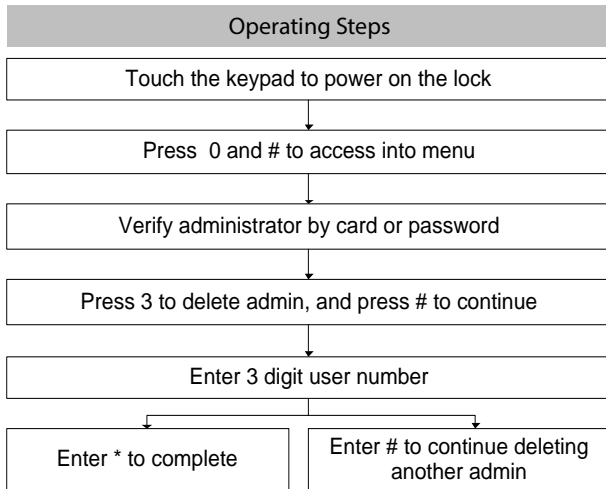 Operating Steps
Touch the keypad to power on the lock
Press 0 and # to access into menu
Verify administrator by card or password
Press 3 to delete admin, and press # to continue
Enter 3 digit user number
Enter * to complete
Enter # to continue deleting
another admin